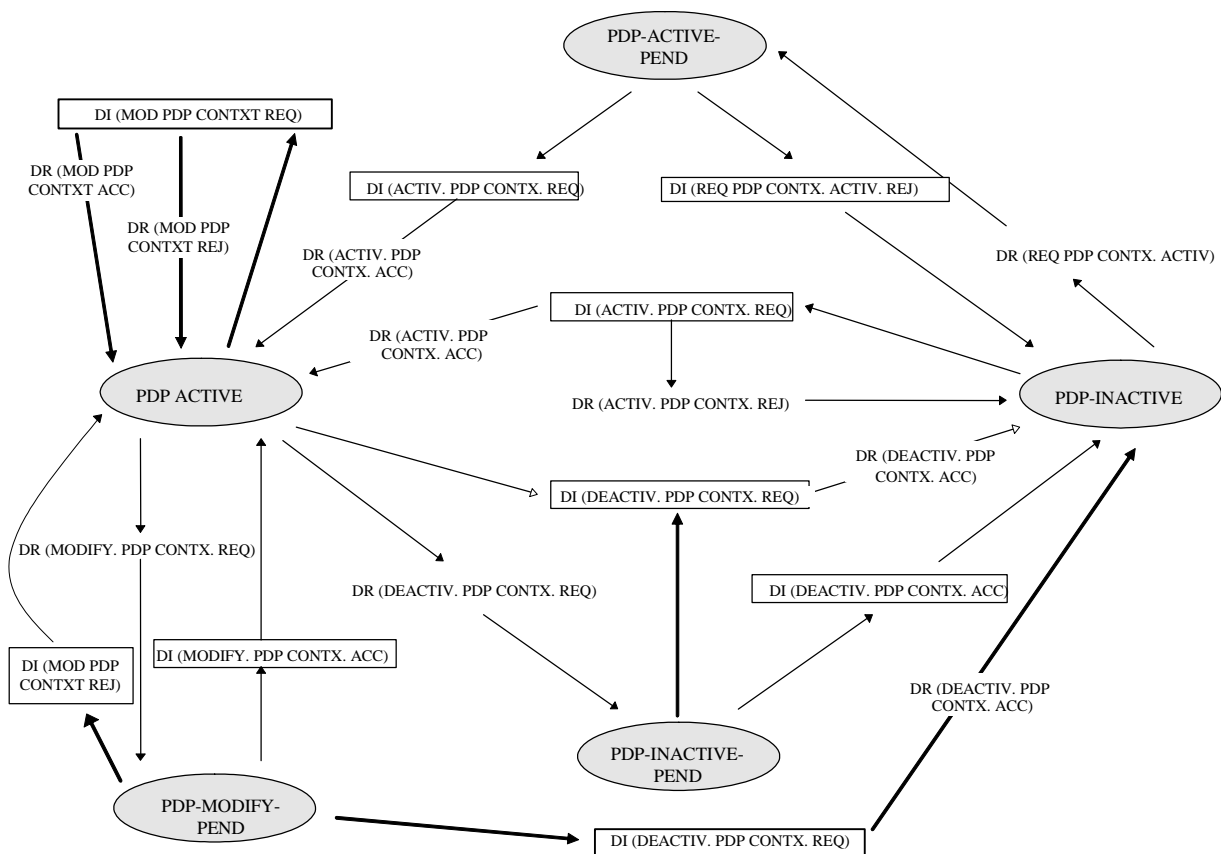 PDP-ACTIVE-
PEND
DI (MOD PDP CONTXT REQ)
DR (MOD PDP
CONTXT ACC)
DI (ACTIV. PDP CONTX. REQ)
DI (REQ PDP CONTX. ACTIV. REJ)
DR (MOD PDP
CONTXT REJ)
DR (ACTIV. PDP
CONTX. ACC)
DR (REQ PDP CONTX. ACTIV)
DI (ACTIV. PDP CONTX. REQ)
DR (ACTIV. PDP
CONTX. ACC)
PDP ACTIVE
DR (ACTIV. PDP CONTX. REJ)
PDP-INACTIVE
DR (DEACTIV. PDP
CONTX. ACC)
DI (DEACTIV. PDP CONTX. REQ)
DR (MODIFY. PDP CONTX. REQ)
DR (DEACTIV. PDP CONTX. REQ)
DI (DEACTIV. PDP CONTX. ACC)
DI (MOD PDP
CONTXT REJ)
DI (MODIFY. PDP CONTX. ACC)
DR (DEACTIV. PDP
CONTX. ACC)
PDP-INACTIVE-
PEND
PDP-MODIFY-
PEND
DI (DEACTIV. PDP CONTX. REQ)